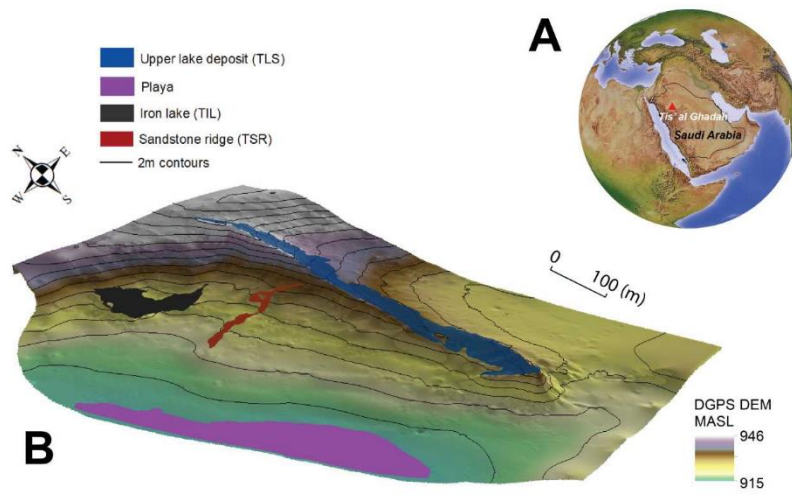 A
Upper lake deposit (TLS)
Playa
Iron lake (TIL)
Sandstone ridge (TSR)
2m contours
Tis' al Ghadah
Saudi Arabia
N
E
W
S
0
100 (m)
DGPS DEM
MASL
946
915
B